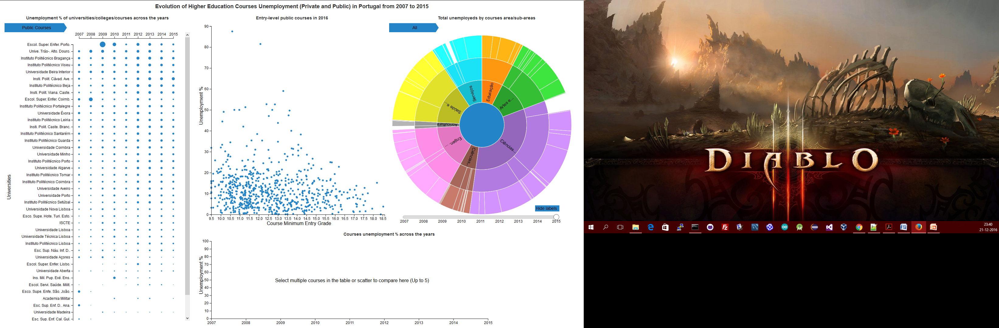 Evolution of Higher Education Courses Unemployment (Private and Public) in Portugal from 2007 to 2015
Unemployment % of universities/colleges/courses across the years
Public Courses
2007 2008 2009 2010 2011 2012 2013 2014 2015
Universities
Escol. Super. Enfer. Porto.
Unive. Trás-. Alto. Douro.
Instituto Politécnico Bragança
Instituto Politécnico Viseu
Universidade Beira Interior
Insti. Polit. Cávad. Ave.
Instituto Politécnico Beja
Insti. Polit. Viana. Caste.
Escol. Super. Enfer. Coimb.
Instituto Politécnico Portalegre
Universidade Évora
Instituto Politécnico Leiria
Insti. Polit. Caste. Branc.
Instituto Politécnico Santarém
Instituto Politécnico Guarda
Universidade Coimbra
Universidade Minho
Instituto Politécnico Porto
Universidade Algarve
Instituto Politécnico Tomar
Instituto Politécnico Coimbra
Universidade Aveiro
Universidade Porto
Instituto Politécnico Setúbal
Universidade Nova Lisboa
Esco. Supe. Hote. Turi. Esto.
ISCTE
Universidade Lisboa
Universidade Técnica Lisboa
Instituto Politécnico Lisboa
Esc. Sup. Náu. Inf. D..
Universidade Açores
Escol. Super. Enfer. Lisbo.
Universidade Aberta
Ins. Mil. Pup. Exé. Ens.
Escol. Servi. Saúde. Milit.
Esco. Supe. Enfe. São. João.
Academia Militar
Esc. Sup. Enf. D.. Ana.
Universidade Madeira
Esc. Sup. Enf. Cal. Gul.
Entry-level public courses in 2016
Unemployment %
90
80
70
60
50
40
30
20
10
0
9.5 10.0 10.5 11.0 11.5 12.0 12.5 13.0 13.5 14.0 14.5 15.0 15.5 16.0 16.5 17.0 17.5 18.0 18.5
Course Minimum Entry Grade
Total unemployeds by courses area/sub-areas
All
Educação
Artes e...
Ciências...
Ciências...
Engen. ...
Agricultura
Saúde e ...
Serviços
Hide labels
2007 2008 2009 2010 2011 2012 2013 2014 2015
Courses unemployment % across the years
Unemployment %
100
90
80
70
60
50
40
30
20
10
0
Select multiple courses in the table or scatter to compare here (Up to 5)
2007 2008 2009 2010 2011 2012 2013 2014 2015
DIABLO
23:40
21-12-2016